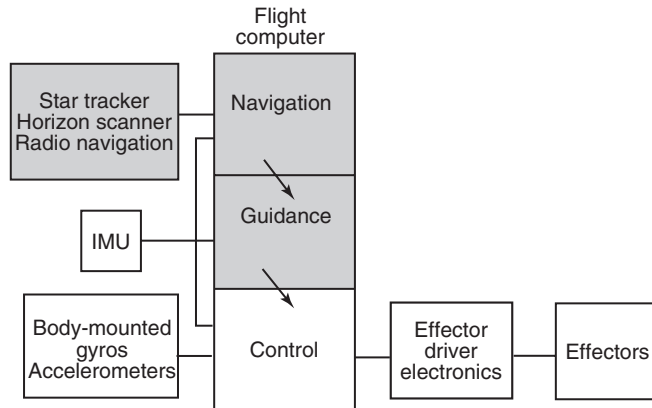 Flight
computer
Star tracker
Horizon scanner
Radio navigation
Navigation
Guidance
IMU
Body-mounted
gyros
Accelerometers
Control
Effector
driver
electronics
Effectors